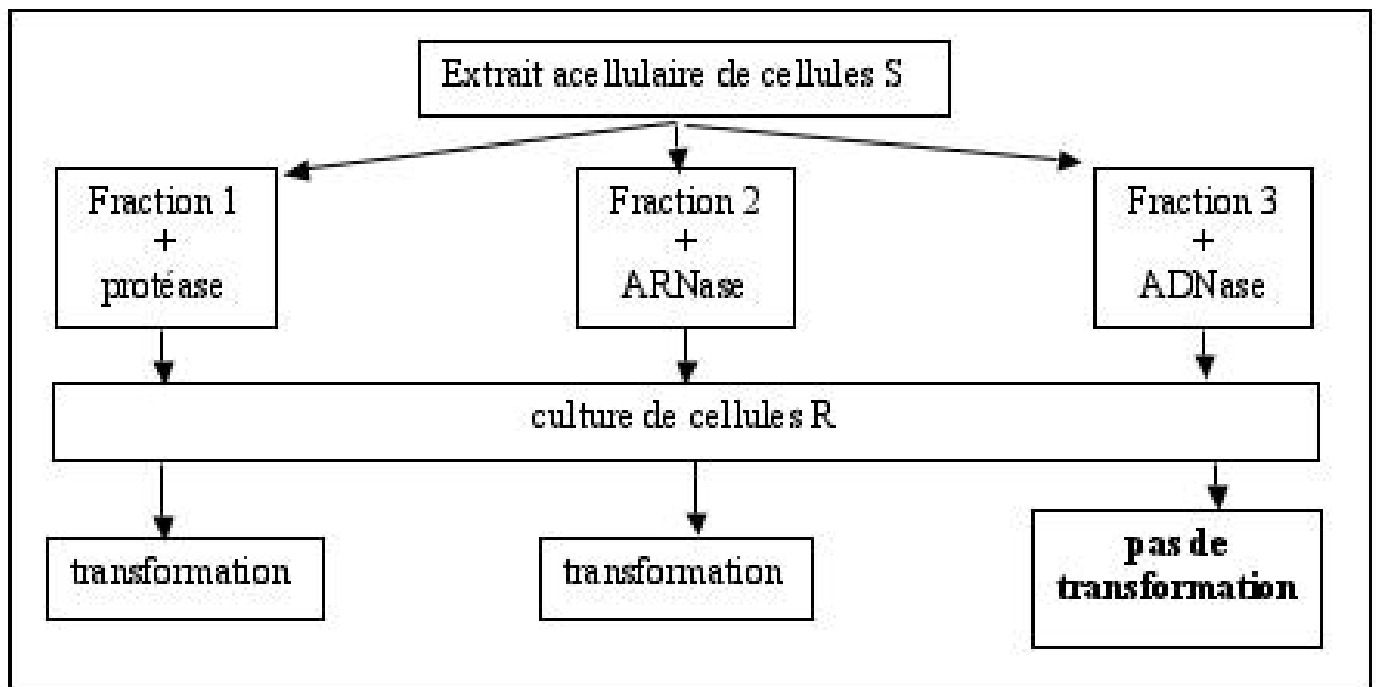 Extrait acellulaire de cellules S
Fraction 1
+
protéase
Fraction 2
+
ARNase
Fraction 3
+
ADNase
culture de cellules R
transformation
transformation
pas de
transformation